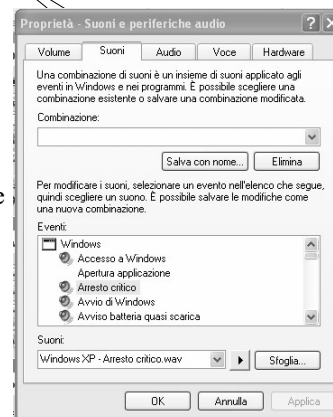 Proprietà - Suoni e periferiche audio
Volume Suoni Audio Voce Hardware
Una combinazione di suoni è un insieme di suoni applicato agli
eventi in Windows e nei programmi. È possibile scegliere una
combinazione esistente o salvare una combinazione modificata.
Combinazione:
Salva con nome... Elimina
Per modificare i suoni, selezionare un evento nell'elenco che segue,
quindi scegliere un suono. È possibile salvare le modifiche come
una nuova combinazione.
e
Eventi:
Windows
Accesso a Windows
Apertura applicazione
Arresto critico
Avvio di Windows
Avviso batteria quasi scarica
Suoni:
Windows XP - Arresto critico.wav Sfoglia...
OK Annulla Applica